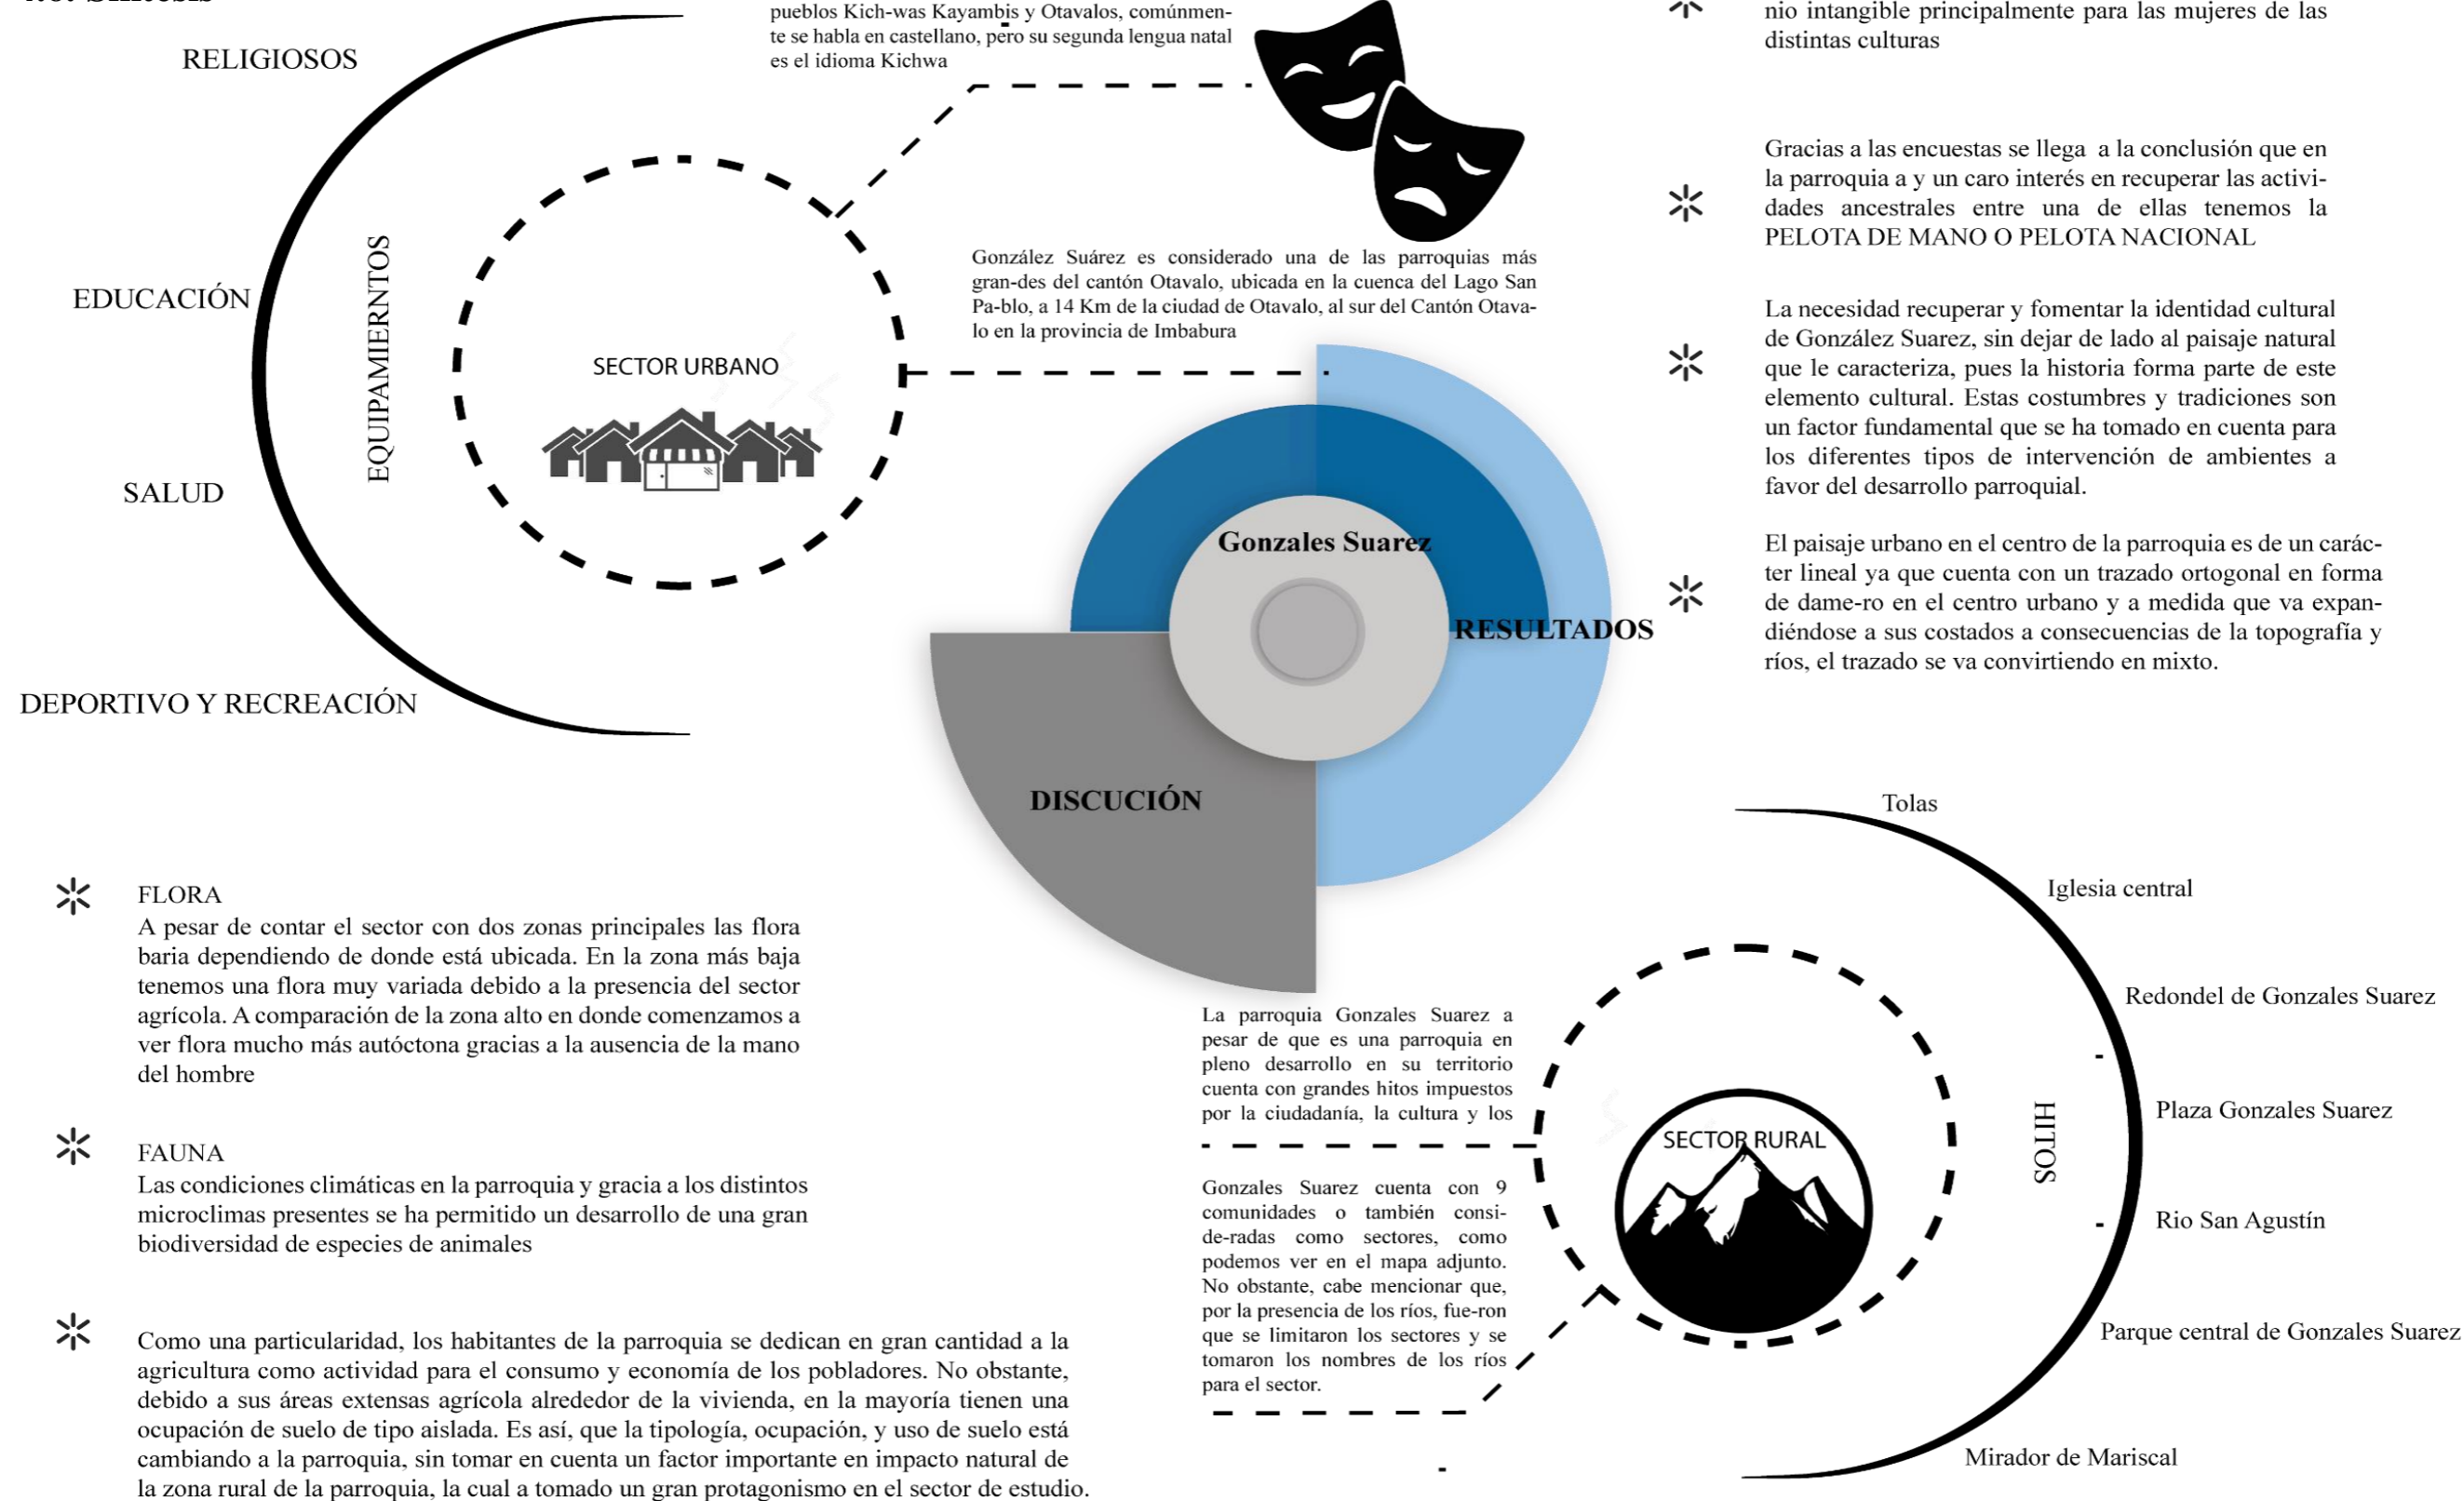 RELIGIOSOS
EDUCACIÓN
SALUD
DEPORTIVO Y RECREACIÓN
EQUIPAMIERNTOS
SECTOR URBANO
pueblos Kich-was Kayambis y Otavalos, comúnmen-
te se habla en castellano, pero su segunda lengua natal
es el idioma Kichwa
González Suárez es considerado una de las parroquias más
gran-des del cantón Otavalo, ubicada en la cuenca del Lago San
Pa-blo, a 14 Km de la ciudad de Otavalo, al sur del Cantón Otava-
lo en la provincia de Imbabura
Gonzales Suarez
RESULTADOS
DISCUCIÓN
nio intangible principalmente para las mujeres de las
distintas culturas
Gracias a las encuestas se llega a la conclusión que en
la parroquia a y un caro interés en recuperar las activi-
dades ancestrales entre una de ellas tenemos la
PELOTA DE MANO O PELOTA NACIONAL
La necesidad recuperar y fomentar la identidad cultural
de González Suarez, sin dejar de lado al paisaje natural
que le caracteriza, pues la historia forma parte de este
elemento cultural. Estas costumbres y tradiciones son
un factor fundamental que se ha tomado en cuenta para
los diferentes tipos de intervención de ambientes a
favor del desarrollo parroquial.
El paisaje urbano en el centro de la parroquia es de un carác-
ter lineal ya que cuenta con un trazado ortogonal en forma
de dame-ro en el centro urbano y a medida que va expan-
diéndose a sus costados a consecuencias de la topografía y
ríos, el trazado se va convirtiendo en mixto.
FLORA
A pesar de contar el sector con dos zonas principales las flora
baria dependiendo de donde está ubicada. En la zona más baja
tenemos una flora muy variada debido a la presencia del sector
agrícola. A comparación de la zona alto en donde comenzamos a
ver flora mucho más autóctona gracias a la ausencia de la mano
del hombre
FAUNA
Las condiciones climáticas en la parroquia y gracia a los distintos
microclimas presentes se ha permitido un desarrollo de una gran
biodiversidad de especies de animales
Como una particularidad, los habitantes de la parroquia se dedican en gran cantidad a la
agricultura como actividad para el consumo y economía de los pobladores. No obstante,
debido a sus áreas extensas agrícola alrededor de la vivienda, en la mayoría tienen una
ocupación de suelo de tipo aislada. Es así, que la tipología, ocupación, y uso de suelo está
cambiando a la parroquia, sin tomar en cuenta un factor importante en impacto natural de
la zona rural de la parroquia, la cual a tomado un gran protagonismo en el sector de estudio.
La parroquia Gonzales Suarez a
pesar de que es una parroquia en
pleno desarrollo en su territorio
cuenta con grandes hitos impuestos
por la ciudadanía, la cultura y los
Gonzales Suarez cuenta con 9
comunidades o también consi-
de-radas como sectores, como
podemos ver en el mapa adjunto.
No obstante, cabe mencionar que,
por la presencia de los ríos, fue-ron
que se limitaron los sectores y se
tomaron los nombres de los ríos
para el sector.
SECTOR RURAL
HITOS
Tolas
Iglesia central
Redondel de Gonzales Suarez
Plaza Gonzales Suarez
Rio San Agustín
Parque central de Gonzales Suarez
Mirador de Mariscal